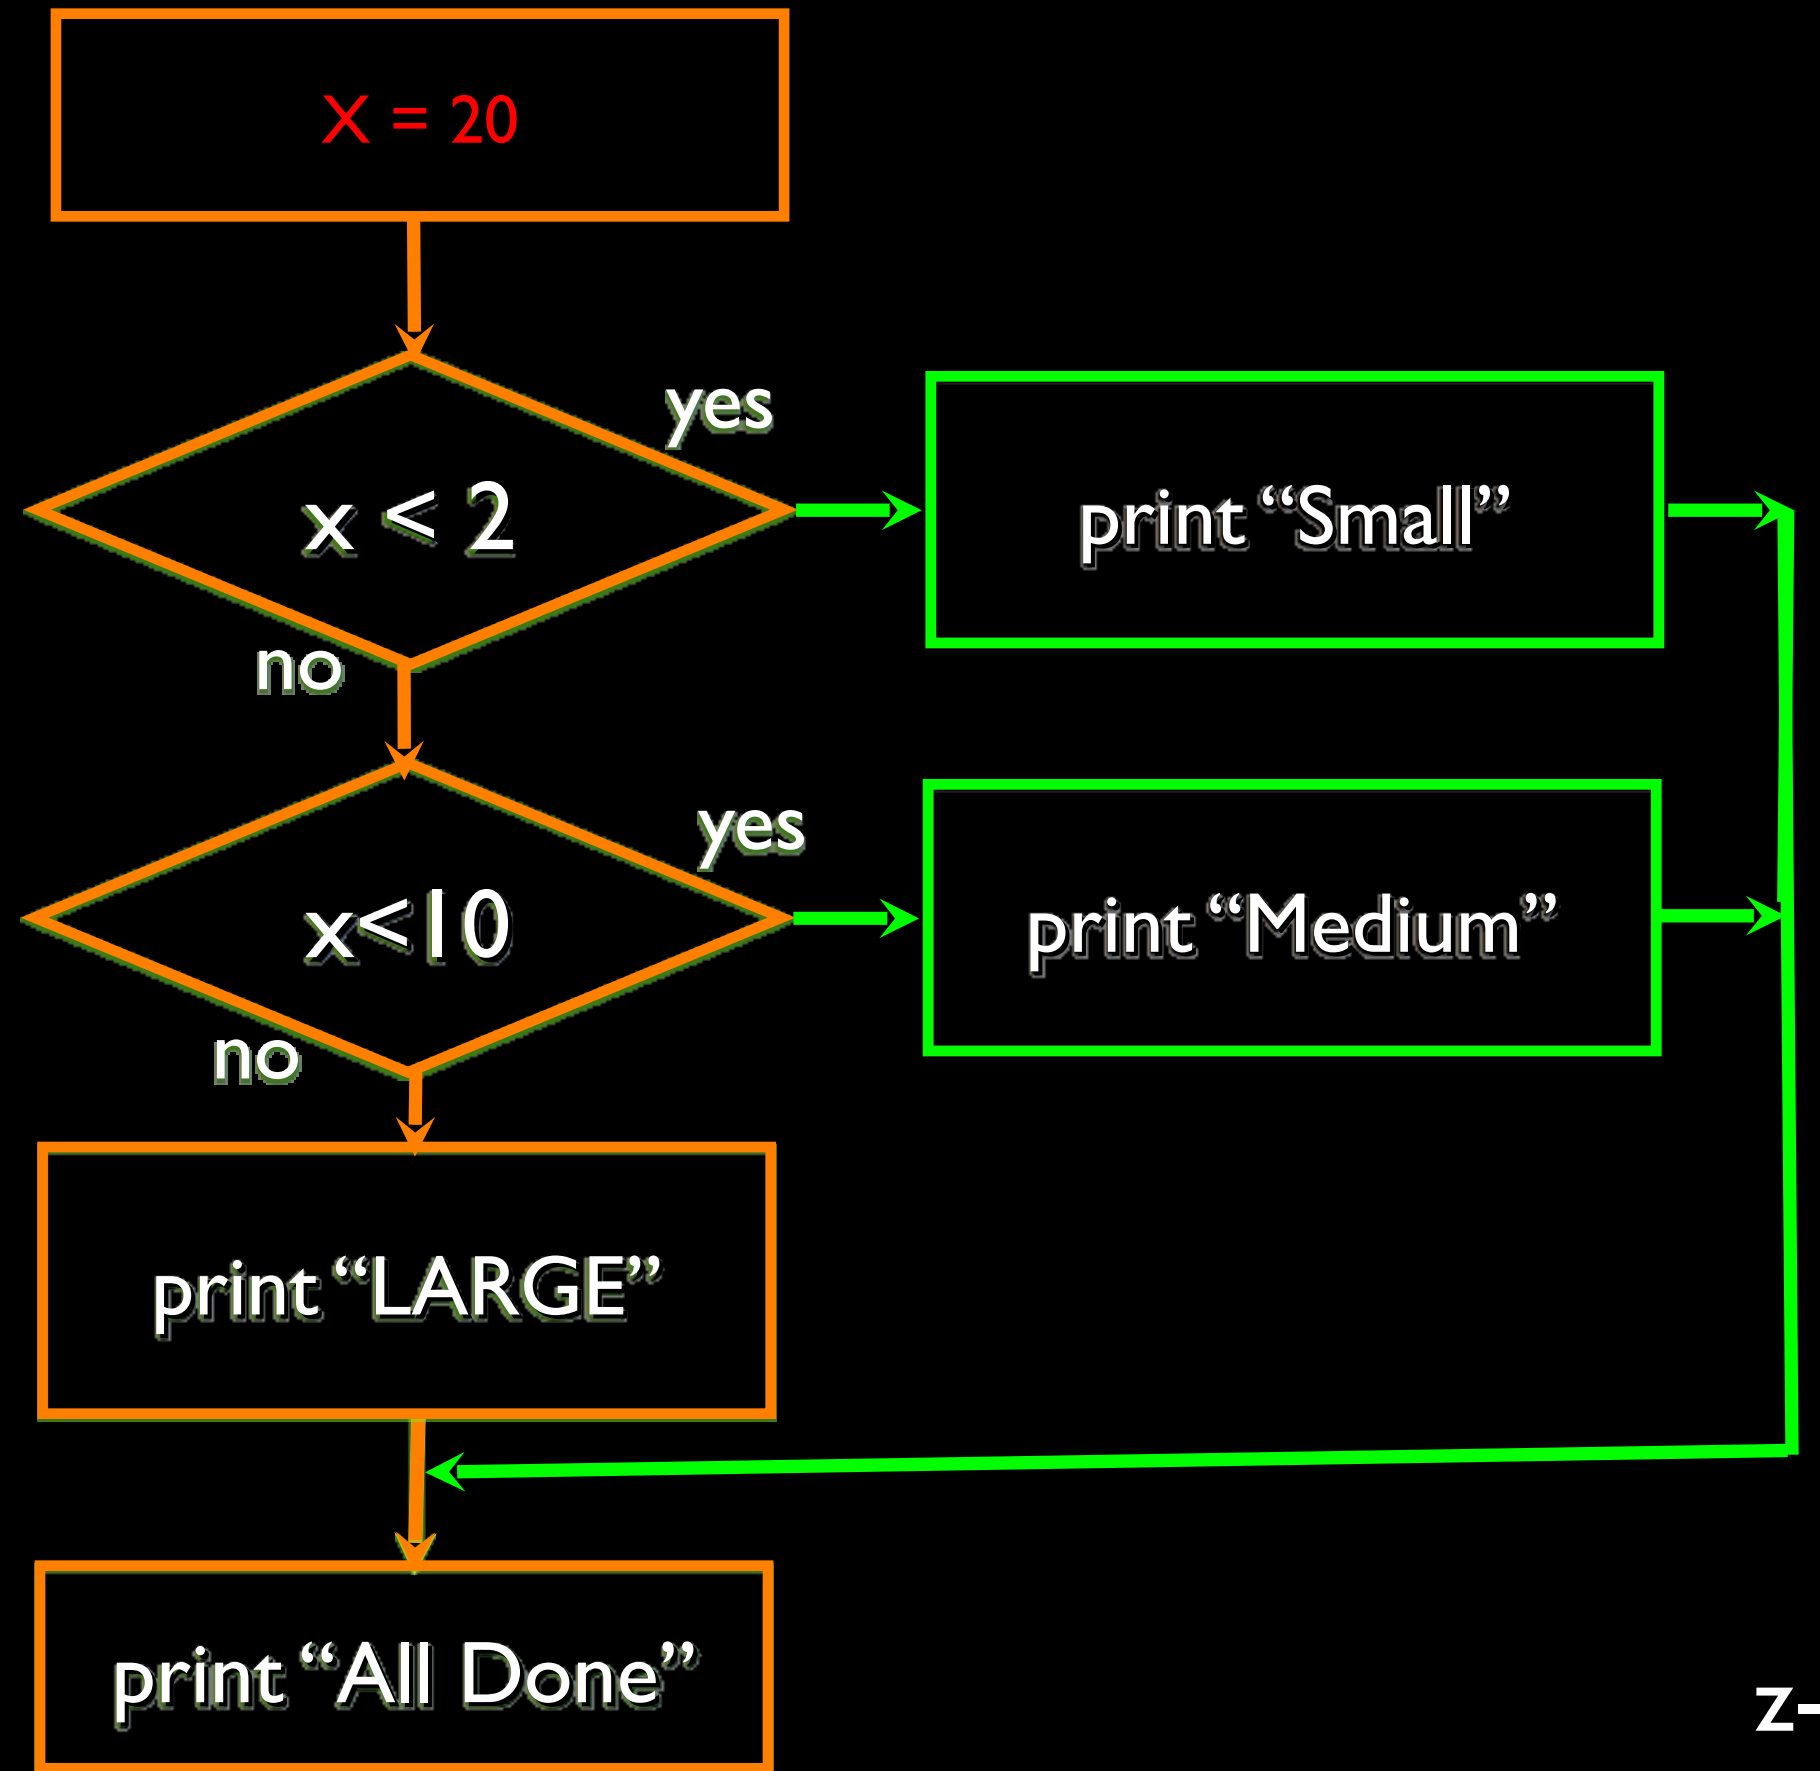 X = 20
yes
x < 2
print “Small”
no
yes
x<10
print “Medium”
no
print “LARGE”
print “All Done”
z-